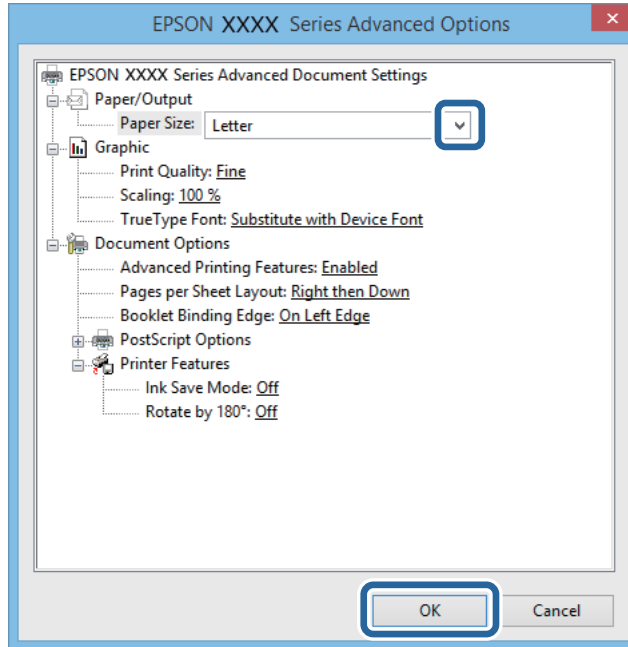 EPSON XXXX Series Advanced Options
EPSON XXXX Series Advanced Document Settings
Paper/Output
Paper Size: Letter
Graphic
Print Quality: Fine
Scaling: 100 %
TrueType Font: Substitute with Device Font
Document Options
Advanced Printing Features: Enabled
Pages per Sheet Layout: Right then Down
Booklet Binding Edge: On Left Edge
PostScript Options
Printer Features
Ink Save Mode: Off
Rotate by 180°: Off
OK Cancel